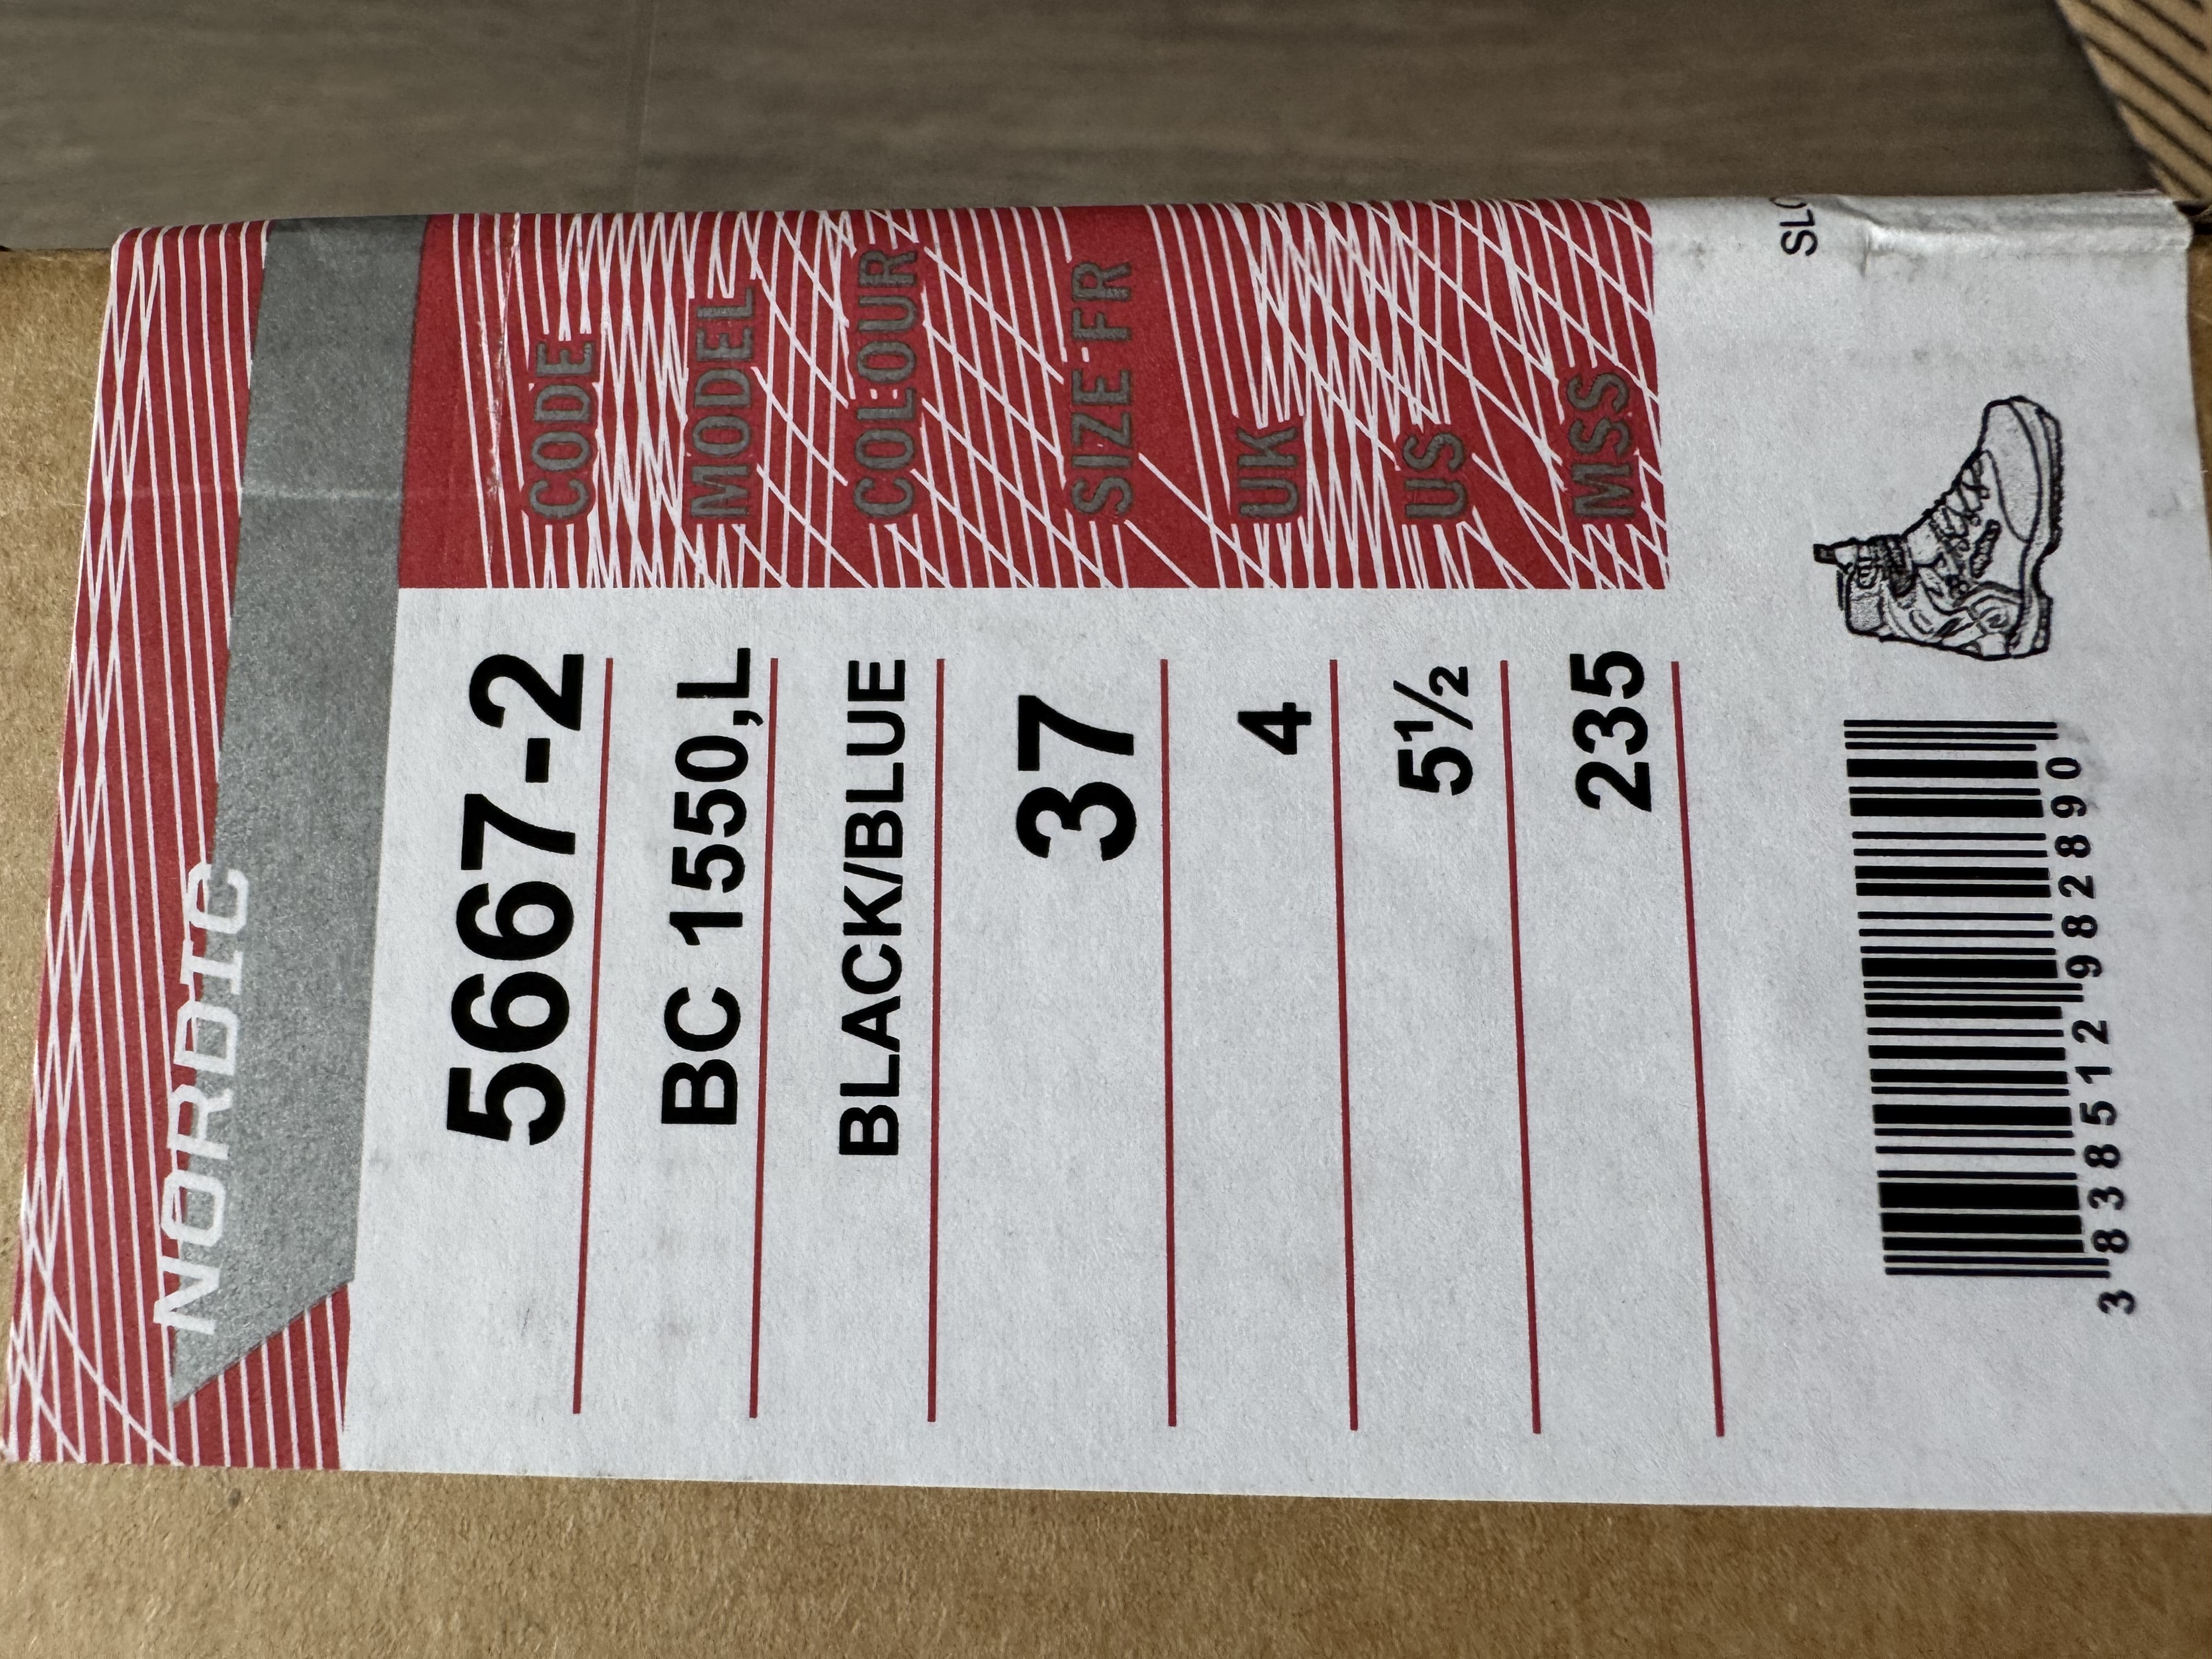 NORDIC
CODE 5667-2
MODEL BC 1550,L
COLOUR BLACK/BLUE
SIZE FR 37
UK 4
US 5½
MSS 235
3 838512 982890